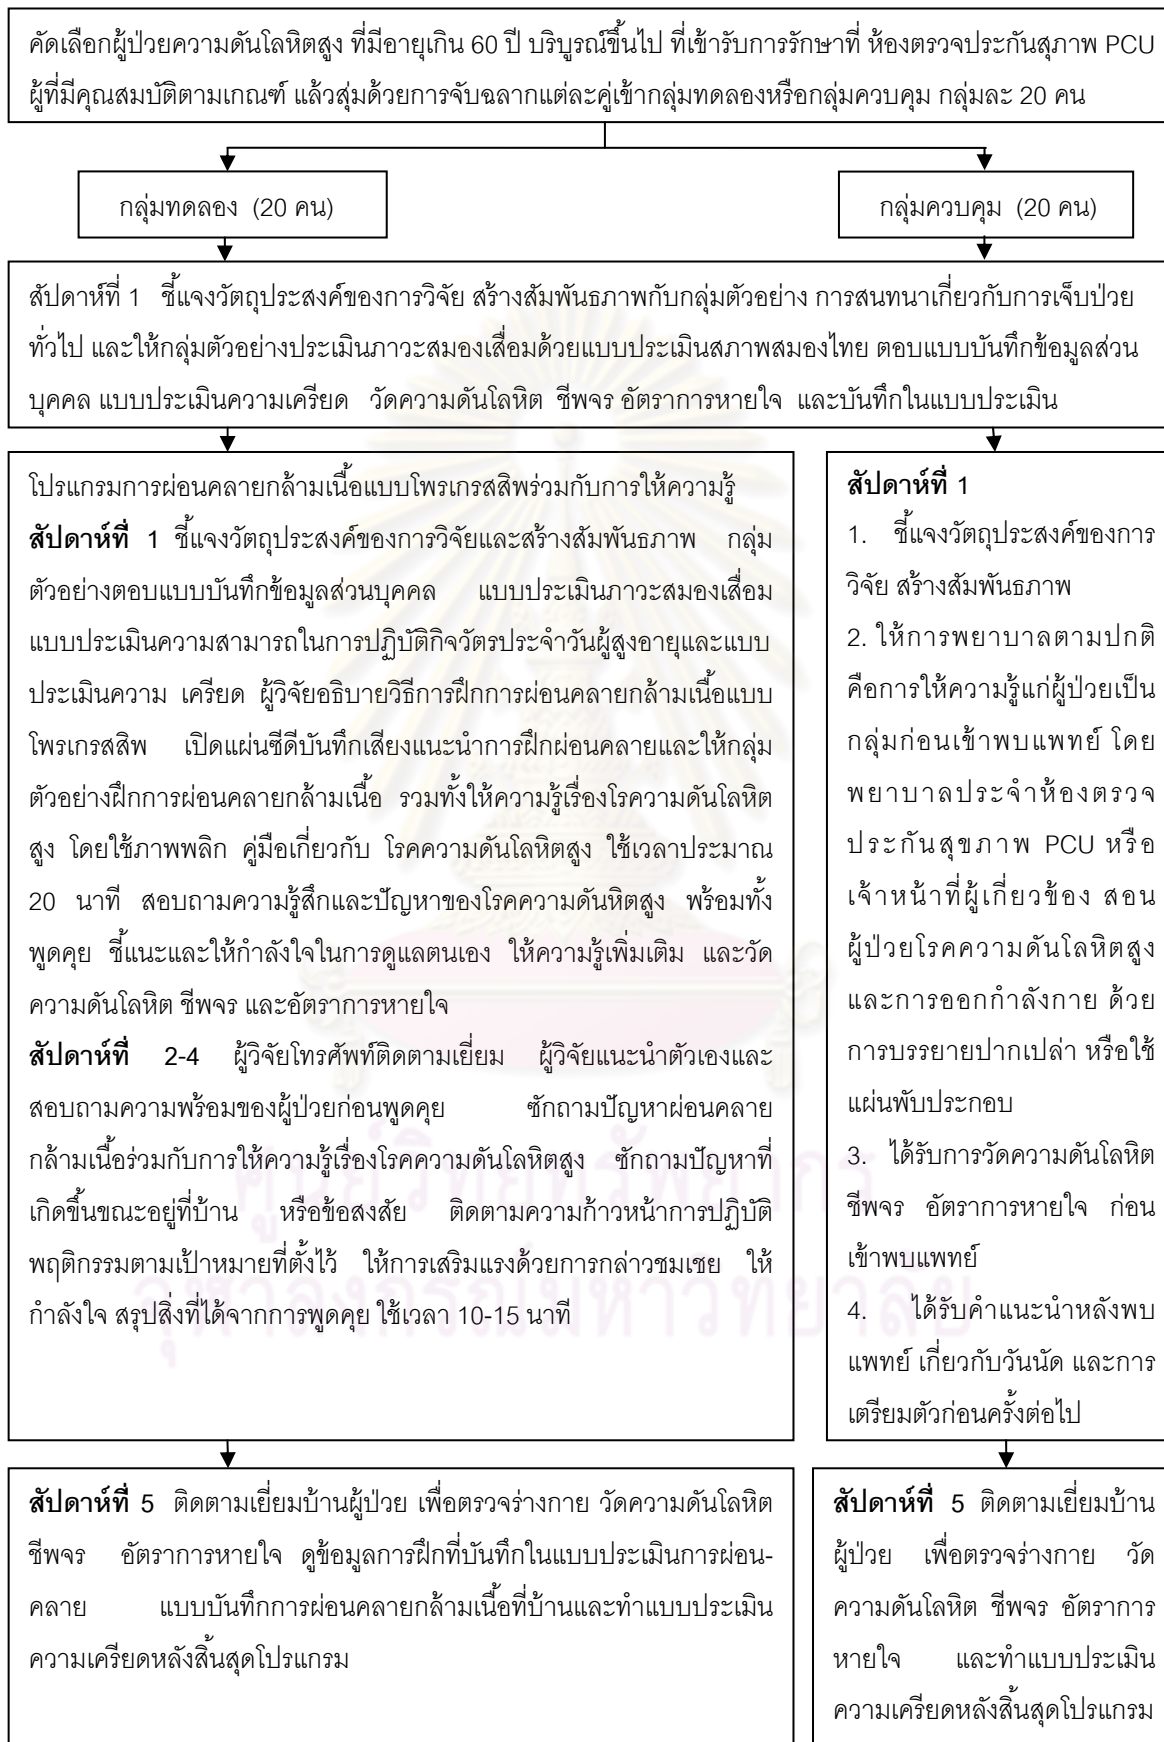 คัดเลือกผู้ป่วยความดันโลหิตสูง ที่มีอายุเกิน 60 ปี บริบูรณ์ขึ้นไป ที่เข้ารับการรักษาที่ ห้องตรวจประกันสุภาพ PCU
ผู้ที่มีคุณสมบัติตามเกณฑ์ แล้วสุ่มด้วยการจับฉลากแต่ละคู่เข้ากลุ่มทดลองหรือกลุ่มควบคุม กลุ่มละ 20 คน
กลุ่มทดลอง (20 คน)
กลุ่มควบคุม (20 คน)
สัปดาห์ที่ 1 ชี้แจงวัตถุประสงค์ของการวิจัย สร้างสัมพันธภาพกับกลุ่มตัวอย่าง การสนทนาเกี่ยวกับการเจ็บป่วย
ทั่วไป และให้กลุ่มตัวอย่างประเมินภาวะสมองเสื่อมด้วยแบบประเมินสภาพสมองไทย ตอบแบบบันทึกข้อมูลส่วน
บุคคล แบบประเมินความเครียด วัดความดันโลหิต ชีพจร อัตราการหายใจ และบันทึกในแบบประเมิน
โปรแกรมการผ่อนคลายกล้ามเนื้อแบบโพรเกรสสิพร่วมกับการให้ความรู้
สัปดาห์ที่ 1 ชี้แจงวัตถุประสงค์ของการวิจัยและสร้างสัมพันธภาพ กลุ่ม
ตัวอย่างตอบแบบบันทึกข้อมูลส่วนบุคคล แบบประเมินภาวะสมองเสื่อม
แบบประเมินความสามารถในการปฏิบัติกิจวัตรประจำวันผู้สูงอายุและแบบ
ประเมินความ เครียด ผู้วิจัยอธิบายวิธีการฝึกการผ่อนคลายกล้ามเนื้อแบบ
โพรเกรสสิพ เปิดแผ่นซีดีบันทึกเสียงแนะนำการฝึกผ่อนคลายและให้กลุ่ม
ตัวอย่างฝึกการผ่อนคลายกล้ามเนื้อ รวมทั้งให้ความรู้เรื่องโรความดันโลหิต
สูง โดยใช้ภาพพลิก คู่มือเกี่ยวกับ โรคความดันโลหิตสูง ใช้เวลาประมาณ
20 นาที สอบถามความรู้สึกและปัญหาของโรคความดันหิตสูง พร้อมทั้ง
พูดคุย ชี้แนะและให้กำลังใจในการดูแลตนเอง ให้ความรู้เพิ่มเติม และวัด
ความดันโลหิต ชีพจร และอัตราการหายใจ
สัปดาห์ที่ 2-4 ผู้วิจัยโทรศัพท์ติดตามเยี่ยม ผู้วิจัยแนะนำตัวเองและ
สอบถามความพร้อมของผู้ป่วยก่อนพูดคุย ซักถามปัญหาผ่อนคลาย
กล้ามเนื้อร่วมกับการให้ความรู้เรื่องโรคความดันโลหิตสูง ซักถามปัญหาที่
เกิดขึ้นขณะอยู่ที่บ้าน หรือข้อสงสัย ติดตามความก้าวหน้าการปฏิบัติ
พฤติกรรมตามเป้าหมายที่ตั้งไว้ ให้การเสริมแรงด้วยการกล่าวชมเชย ให้
กำลังใจ สรุปสิ่งที่ได้จากการพูดคุย ใช้เวลา 10-15 นาที
สัปดาห์ที่ 1
1. ชี้แจงวัตถุประสงค์ของการ
วิจัย สร้างสัมพันธภาพ
2. ให้การพยาบาลตามปกติ
คือการให้ความรู้แก่ผู้ป่วยเป็น
กลุ่มก่อนเข้าพบแพทย์ โดย
พยาบาลประจำห้องตรวจ
ประกันสุขภาพ PCU หรือ
เจ้าหน้าที่ผู้เกี่ยวข้อง สอน
ผู้ป่วยโรคความดันโลหิตสูง
และการออกกำลังกาย ด้วย
การบรรยายปากเปล่า หรือใช้
แผ่นพับประกอบ
3. ได้รับการวัดความดันโลหิต
ชีพจร อัตราการหายใจ ก่อน
เข้าพบแพทย์
4. ได้รับคำแนะนำหลังพบ
แพทย์ เกี่ยวกับวันนัด และการ
เตรียมตัวก่อนครั้งต่อไป
สัปดาห์ที่ 5 ติดตามเยี่ยมบ้านผู้ป่วย เพื่อตรวจร่างกาย วัดความดันโลหิต
ชีพจร อัตราการหายใจ ดูข้อมูลการฝึกที่บันทึกในแบบประเมินการผ่อน-
คลาย แบบบันทึกการผ่อนคลายกล้ามเนื้อที่บ้านและทำแบบประเมิน
ความเครียดหลังสิ้นสุดโปรแกรม
สัปดาห์ที่ 5 ติดตามเยี่ยมบ้าน
ผู้ป่วย เพื่อตรวจร่างกาย วัด
ความดันโลหิต ชีพจร อัตราการ
หายใจ และทำแบบประเมิน
ความเครียดหลังสิ้นสุดโปรแกรม
ศูนย์วิทยทรัพยากร
จุฬาลงกรณ์มหาวิทยาลัย